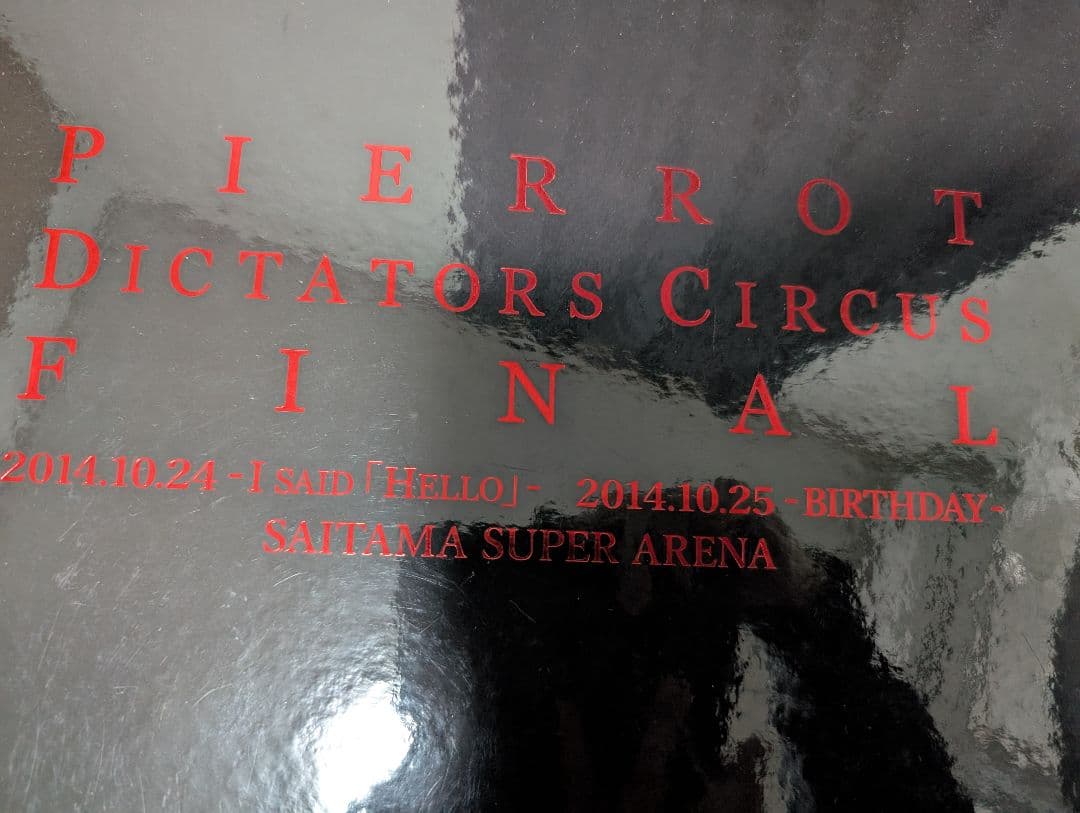 PIERROT
DICTATORS CIRCUS
FINAL
2014.10.24 -I SAID「HELLO」- 2014.10.25 -BIRTHDAY-
SAITAMA SUPER ARENA